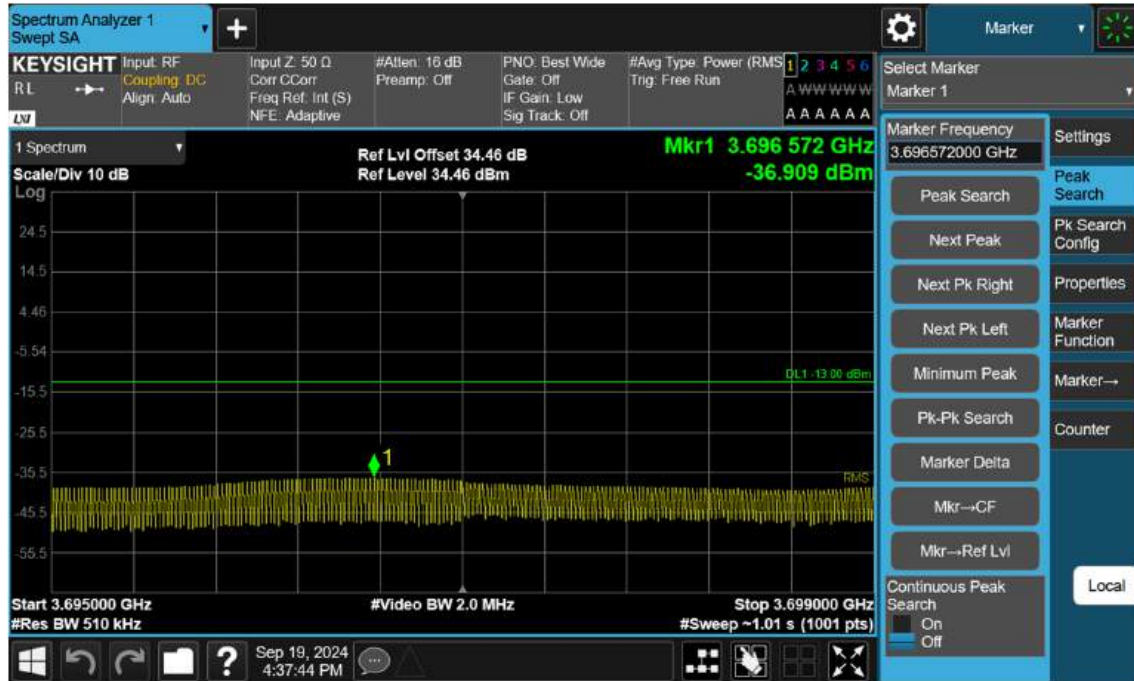 Spectrum Analyzer 1
Swept SA
+
Marker
KEYSIGHT
RL
LXI
Input: RF
Coupling: DC
Align: Auto
Input Z: 50 Ω
Corr CCorr
Freq Ref: Int (S)
NFE: Adaptive
#Atten: 16 dB
Preamp: Off
PNO: Best Wide
Gate: Off
IF Gain: Low
Sig Track: Off
#Avg Type: Power (RMS
Trig: Free Run
1 2 3 4 5 6
A W W W W W
A A A A A A
Select Marker
Marker 1
1 Spectrum
Scale/Div 10 dB
Log
Ref Lvl Offset 34.46 dB
Ref Level 34.46 dBm
Mkr1 3.696 572 GHz
-36.909 dBm
24.5
14.5
4.46
-5.54
-15.5
-25.5
-35.5
-45.5
-55.5
DL1 -13.00 dBm
1
RMS
Start 3.695000 GHz
#Res BW 510 kHz
#Video BW 2.0 MHz
Stop 3.699000 GHz
#Sweep ~1.01 s (1001 pts)
Marker Frequency
3.696572000 GHz
Peak Search
Next Peak
Next Pk Right
Next Pk Left
Minimum Peak
Pk-Pk Search
Marker Delta
Mkr→CF
Mkr→Ref Lvl
Continuous Peak
Search
On
Off
Settings
Peak
Search
Pk Search
Config
Properties
Marker
Function
Marker→
Counter
Local
?
Sep 19, 2024
4:37:44 PM